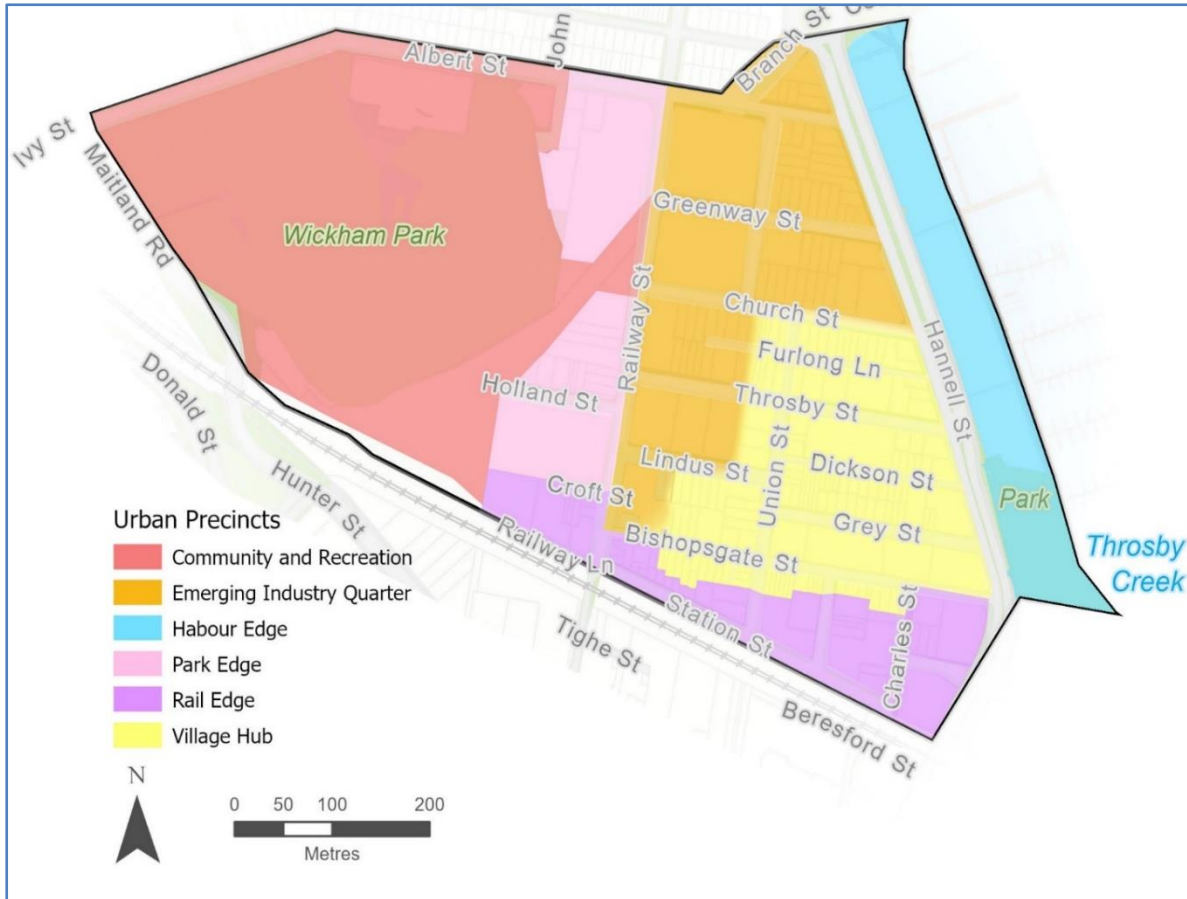 Ivy St
Albert St
John
Branch St
Maitland Rd
Wickham Park
Greenway St
Railway St
Church St
Furlong Ln
Hannell St
Holland St
Throsby St
Donald St
Hunter St
Lindus St
Union St
Dickson St
Park
Croft St
Grey St
Railway Ln
Bishopsgate St
Throsby
Creek
Station St
Charles St
Tighe St
Beresford St
Urban Precincts
Community and Recreation
Emerging Industry Quarter
Habour Edge
Park Edge
Rail Edge
Village Hub
N
0 50 100 200
Metres